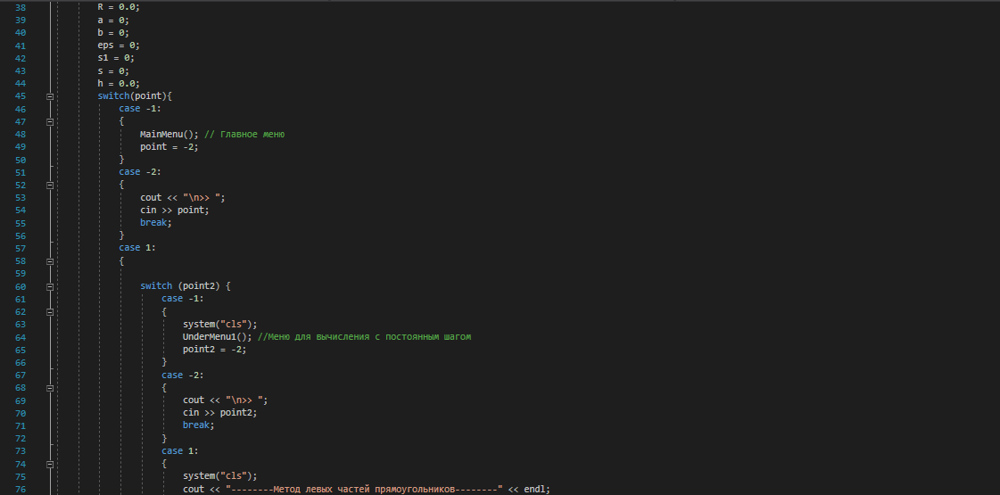 38 R = 0.0;
39 a = 0;
40 b = 0;
41 eps = 0;
42 s1 = 0;
43 s = 0;
44 h = 0.0;
45 switch(point){
46 case -1:
47 {
48 MainMenu(); // Главное меню
49 point = -2;
50 }
51 case -2:
52 {
53 cout << "\n>> ";
54 cin >> point;
55 break;
56 }
57 case 1:
58 {
59
60 switch (point2) {
61 case -1:
62 {
63 system("cls");
64 UnderMenu1(); //Меню для вычисления с постоянным шагом
65 point2 = -2;
66 }
67 case -2:
68 {
69 cout << "\n>> ";
70 cin >> point2;
71 break;
72 }
73 case 1:
74 {
75 system("cls");
76 cout << "--------Метод левых частей прямоугольников--------" << endl;